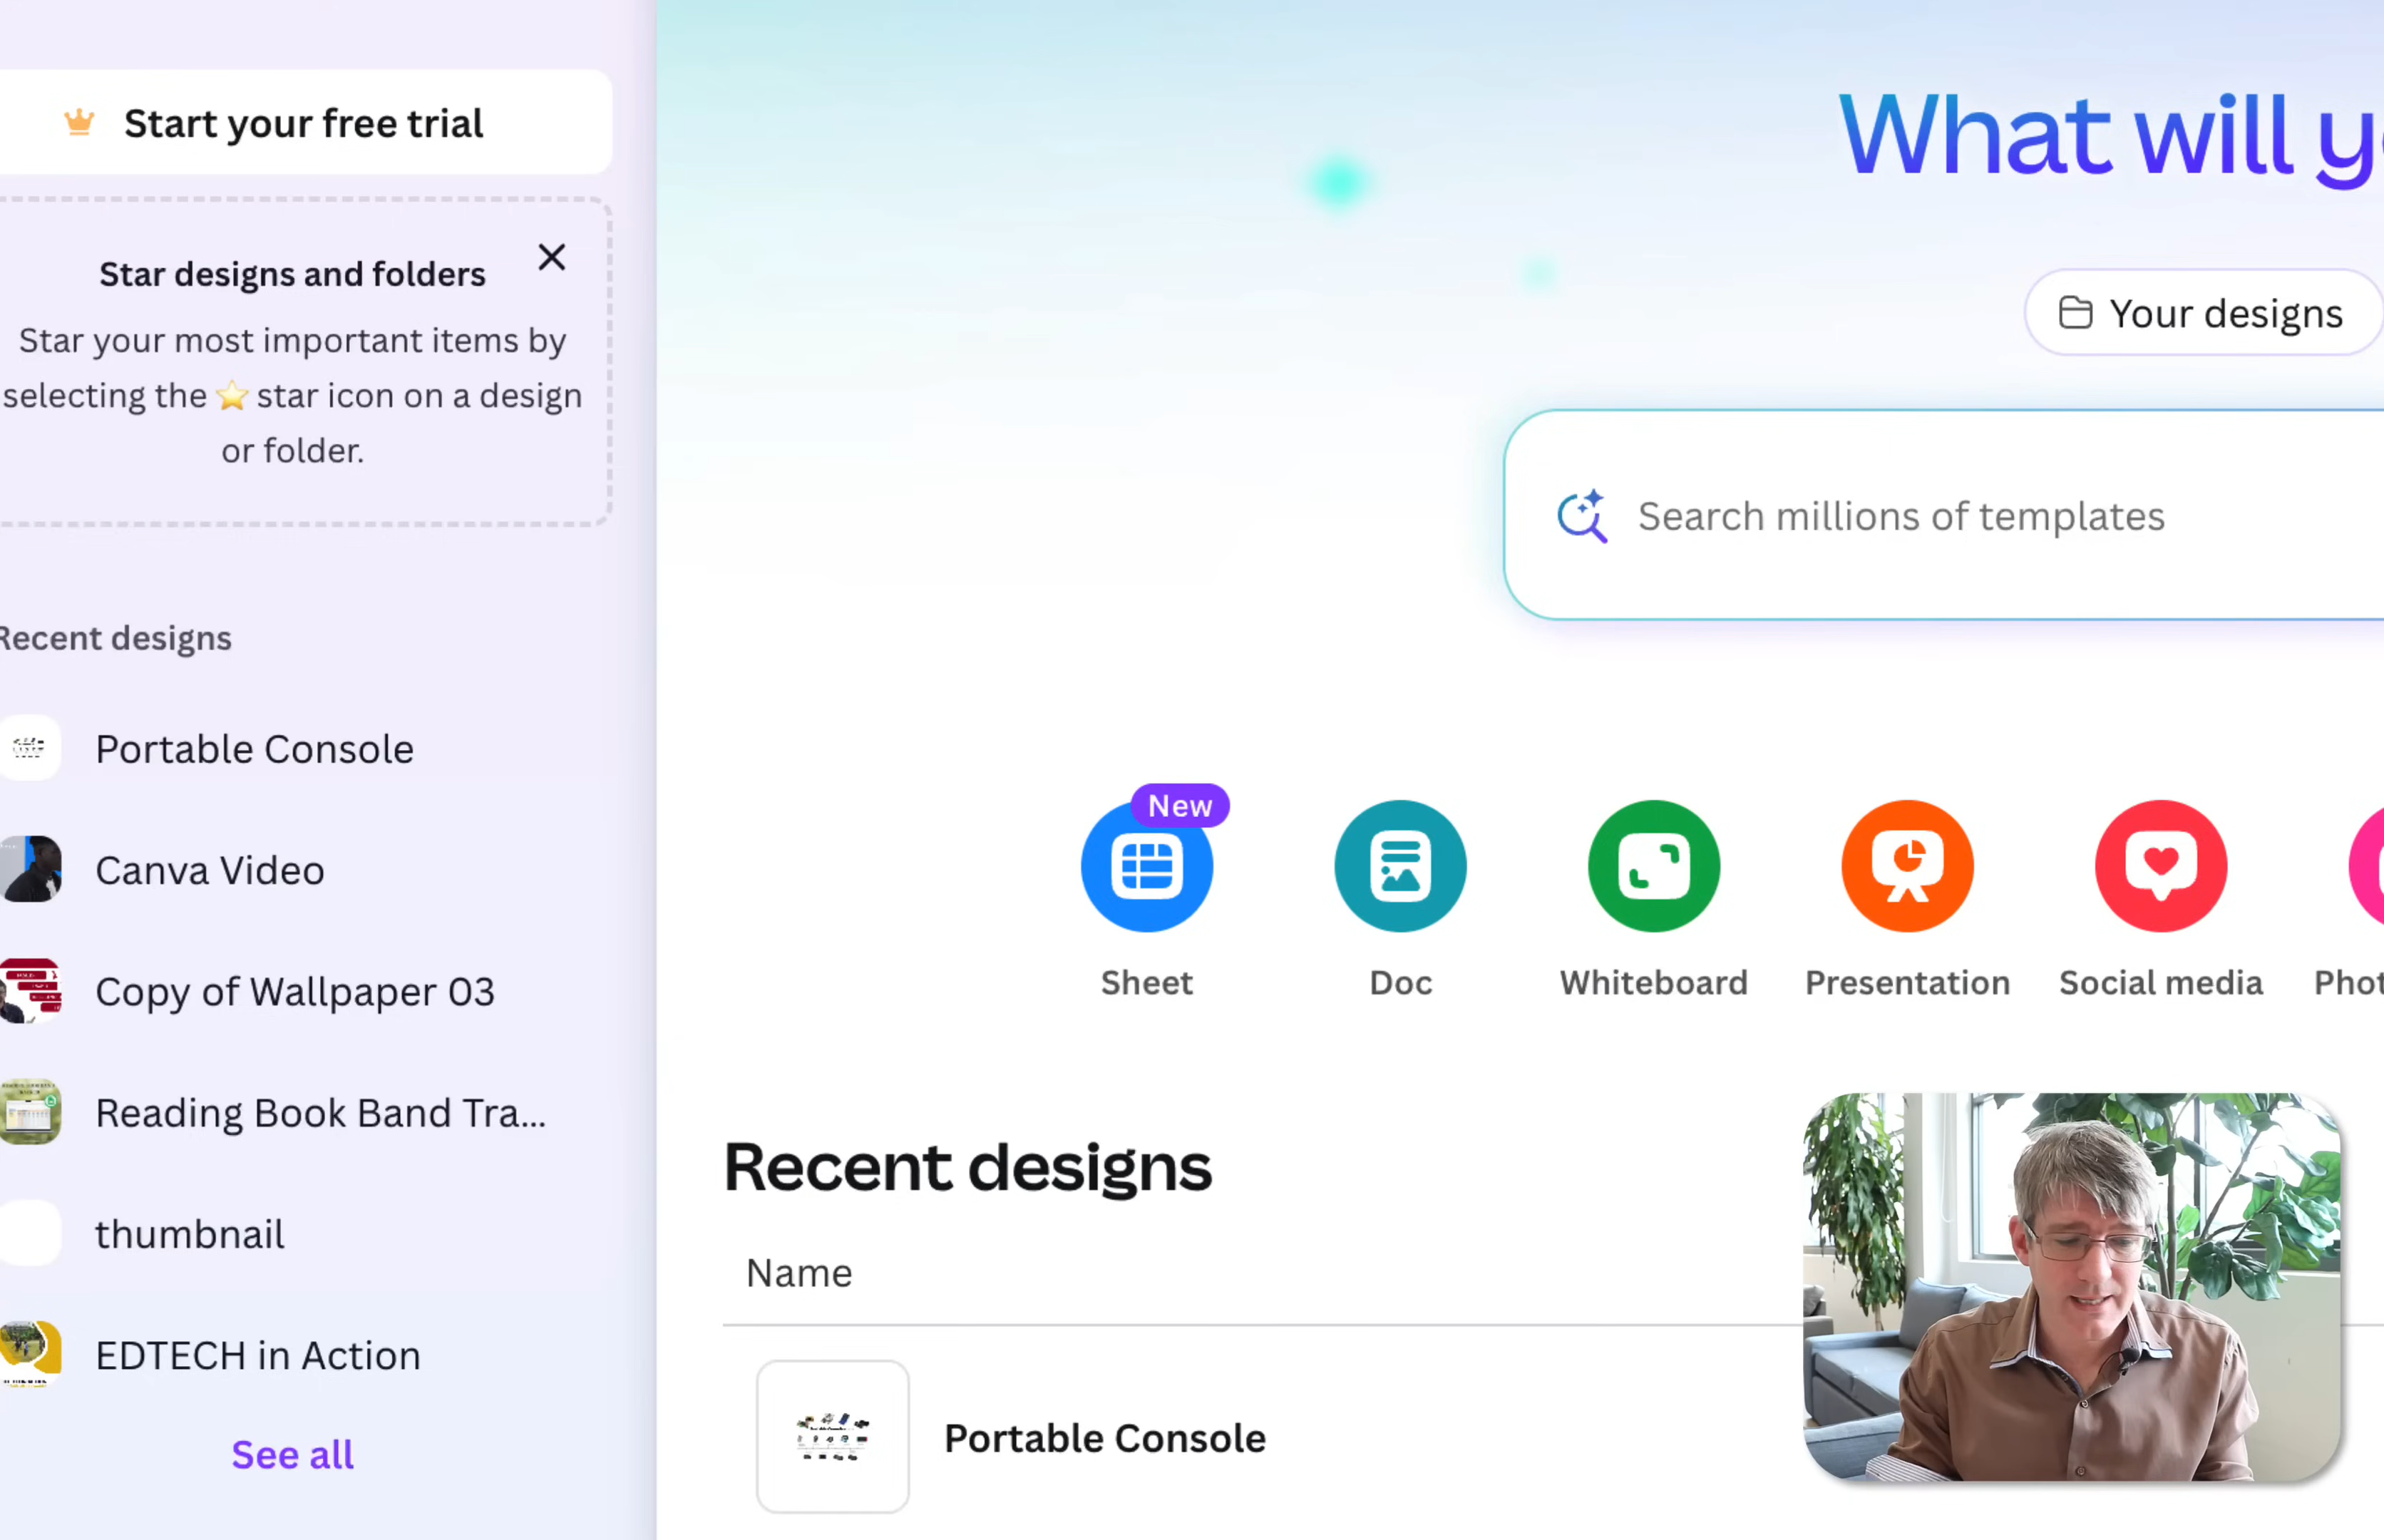 Start your free trial
Star designs and folders
Star your most important items by
selecting the ⭐ star icon on a design
or folder.
Recent designs
Portable Console
Canva Video
Copy of Wallpaper 03
Reading Book Band Tra...
thumbnail
EDTECH in Action
See all
What will y
Your designs
Search millions of templates
New
Sheet
Doc
Whiteboard
Presentation
Social media
Phot
Recent designs
Name
Portable Console